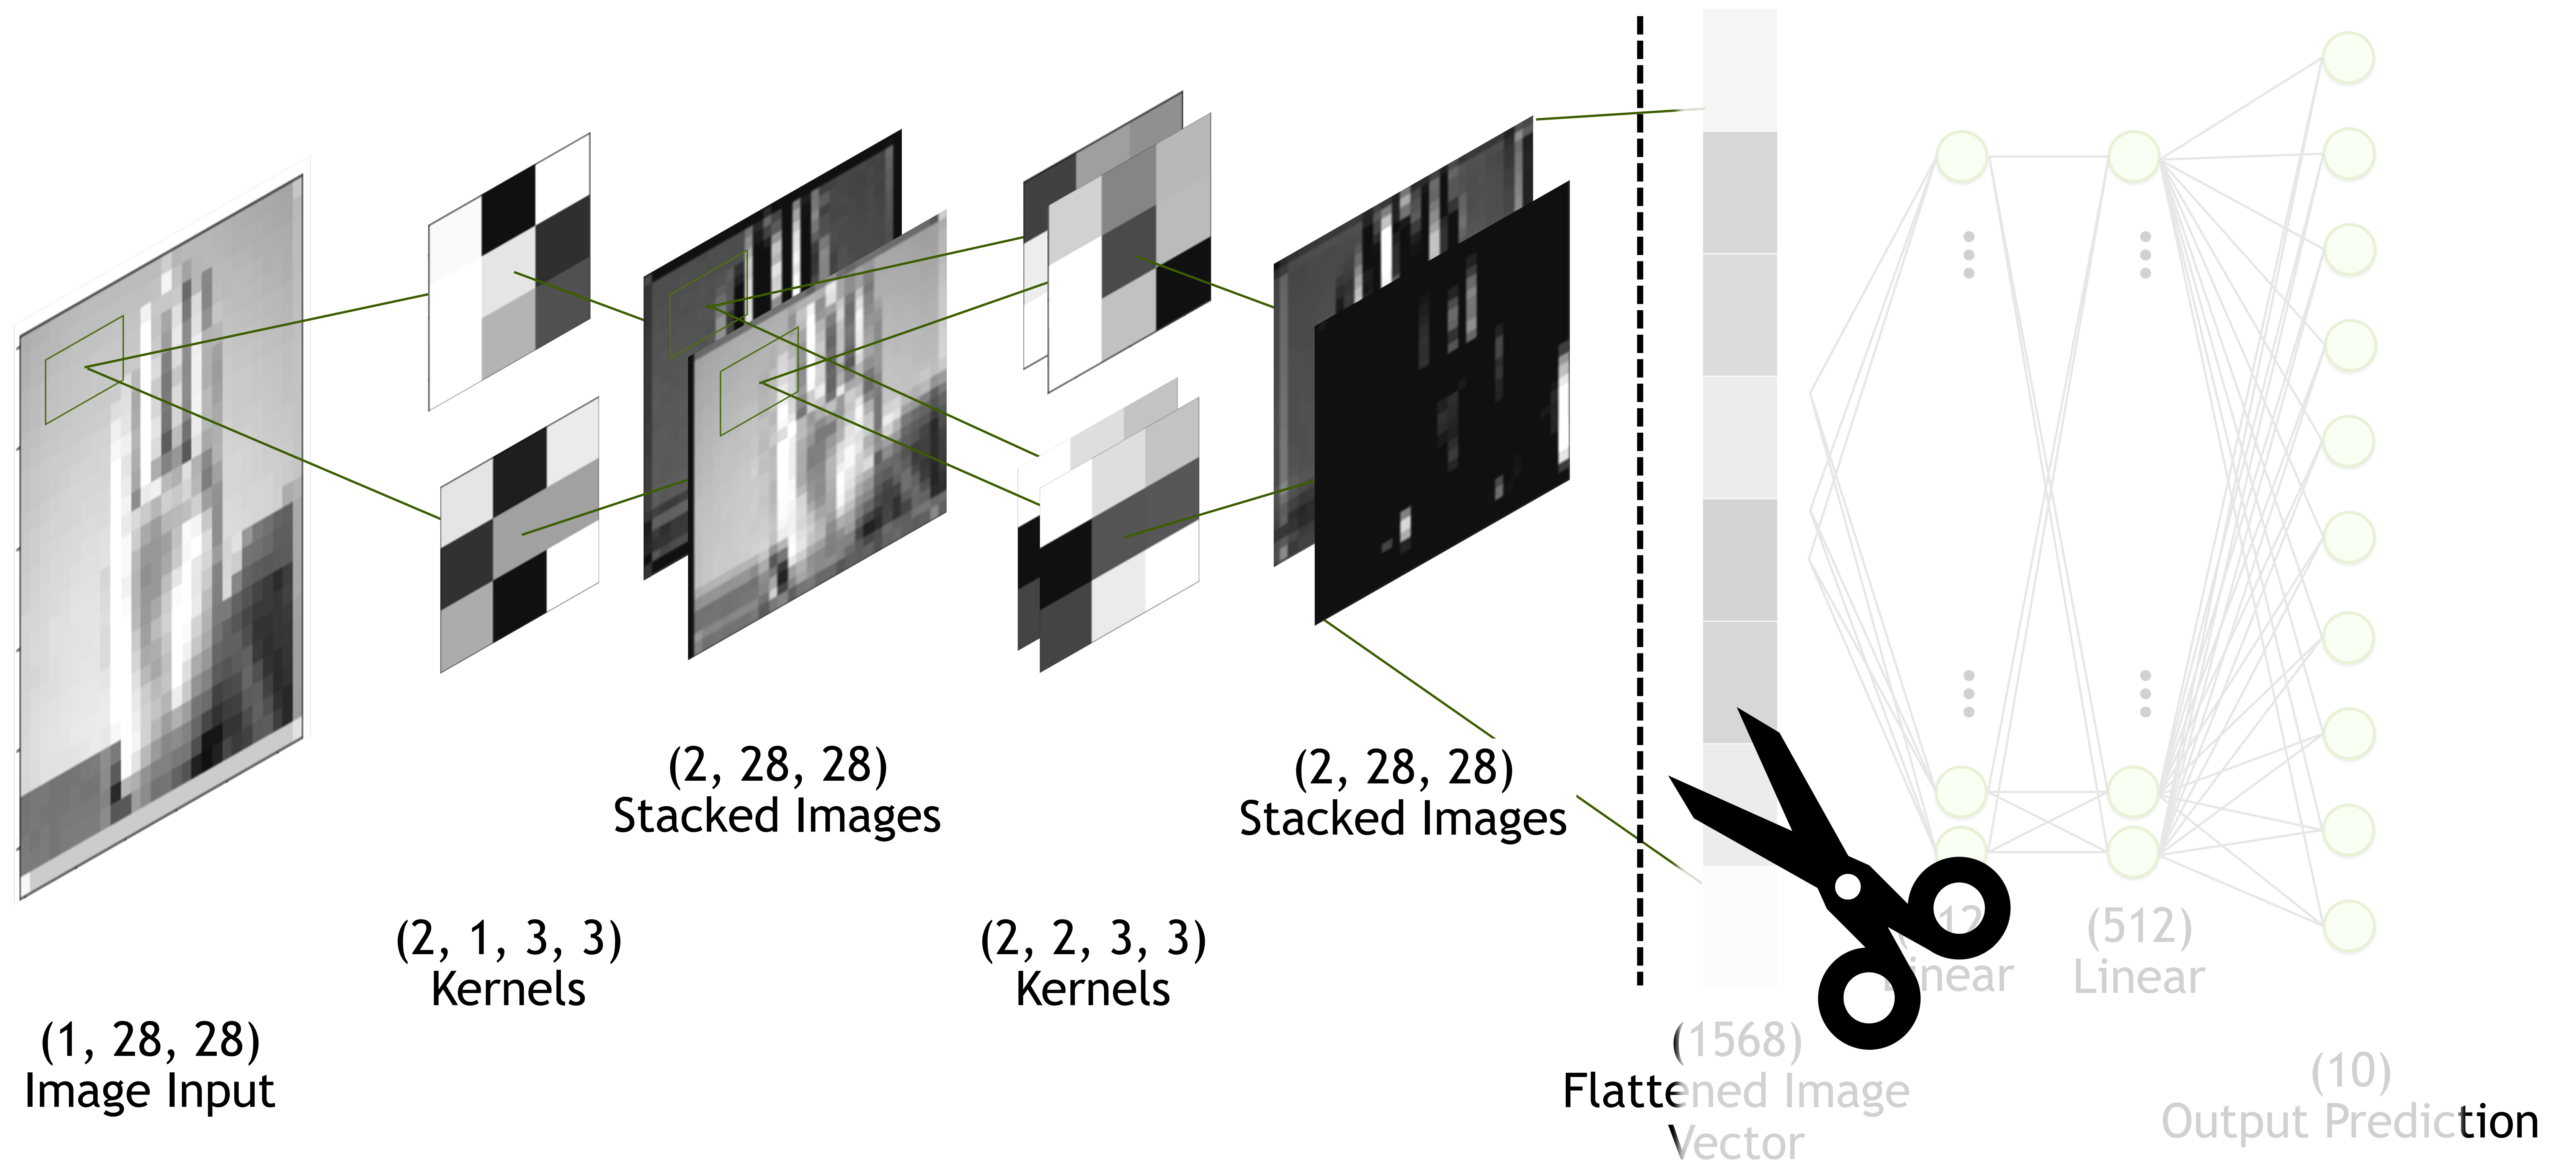 (2, 28, 28)
Stacked Images
(2, 28, 28)
Stacked Images
(2, 1, 3, 3)
Kernels
(2, 2, 3, 3)
Kernels
(512)
Linear
(1, 28, 28)
Image Input
(1568)
Flattened Image
Vector
(10)
Output Prediction